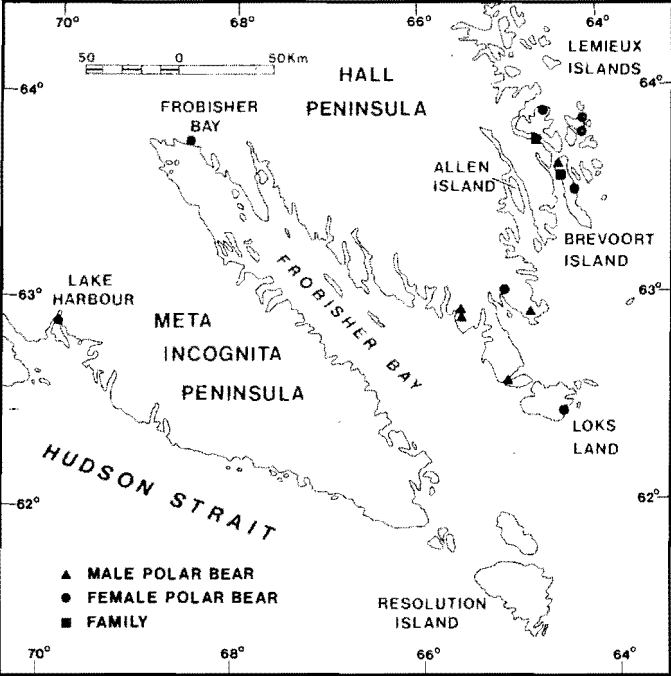 70° 68° 66° 64°
50 0 50 Km
LEMIEUX
ISLANDS
64° 64°
HALL
PENINSULA
FROBISHER
BAY
ALLEN
ISLAND
BREVOORT
ISLAND
LAKE
HARBOUR
63° 63°
FROBISHER BAY
META
INCOGNITA
PENINSULA
LOKS
LAND
HUDSON STRAIT
62° 62°
MALE POLAR BEAR
FEMALE POLAR BEAR
FAMILY
RESOLUTION
ISLAND
70° 68° 66° 64°